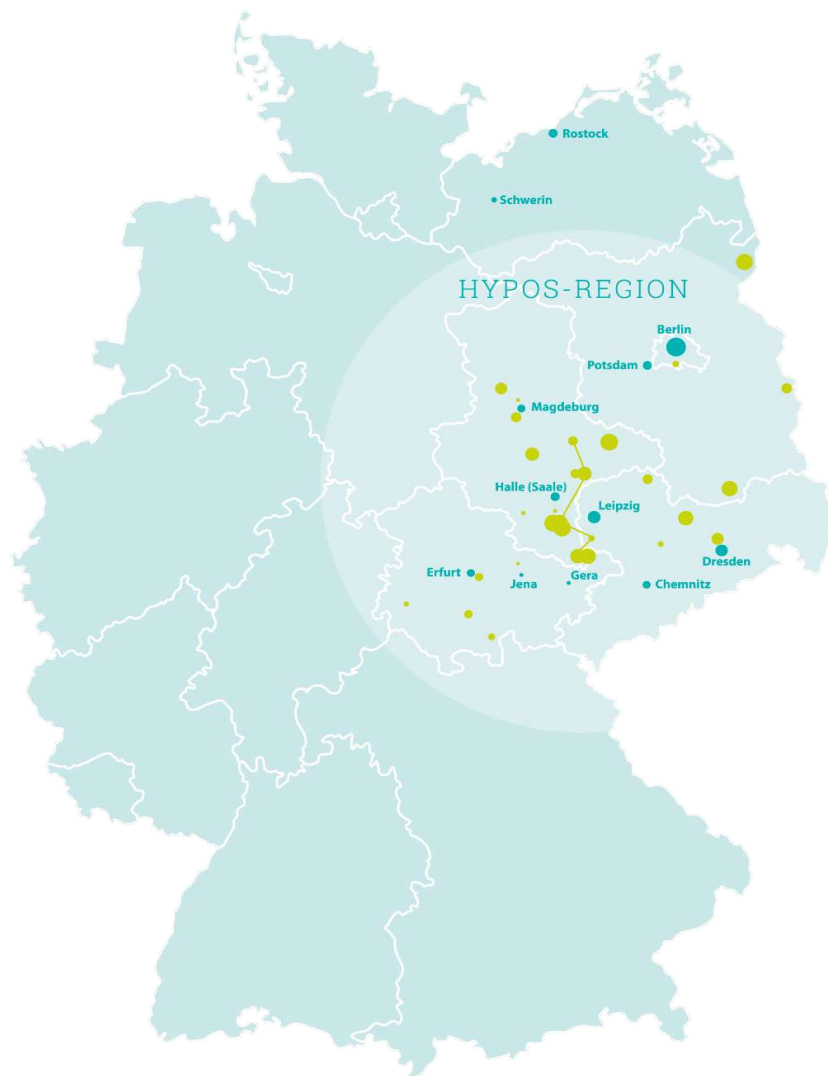 Rostock
Schwerin
HYPOS-REGION
Berlin
Potsdam
Magdeburg
Halle (Saale)
Leipzig
Dresden
Erfurt
Jena
Gera
Chemnitz